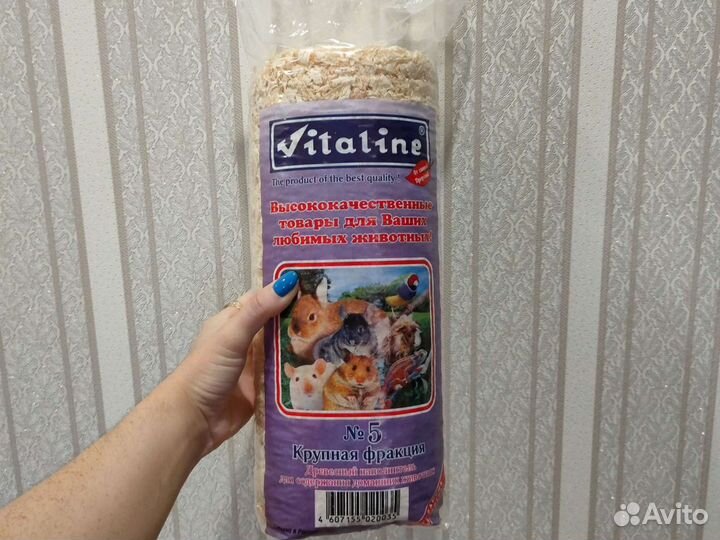 Vitaline®
The product of the best quality!
Высококачественные
товары для Ваших
любимых животных!
№ 5
Крупная фракция
Древесный наполнитель
для содержания домашних животных
4 607155 020035
Avito